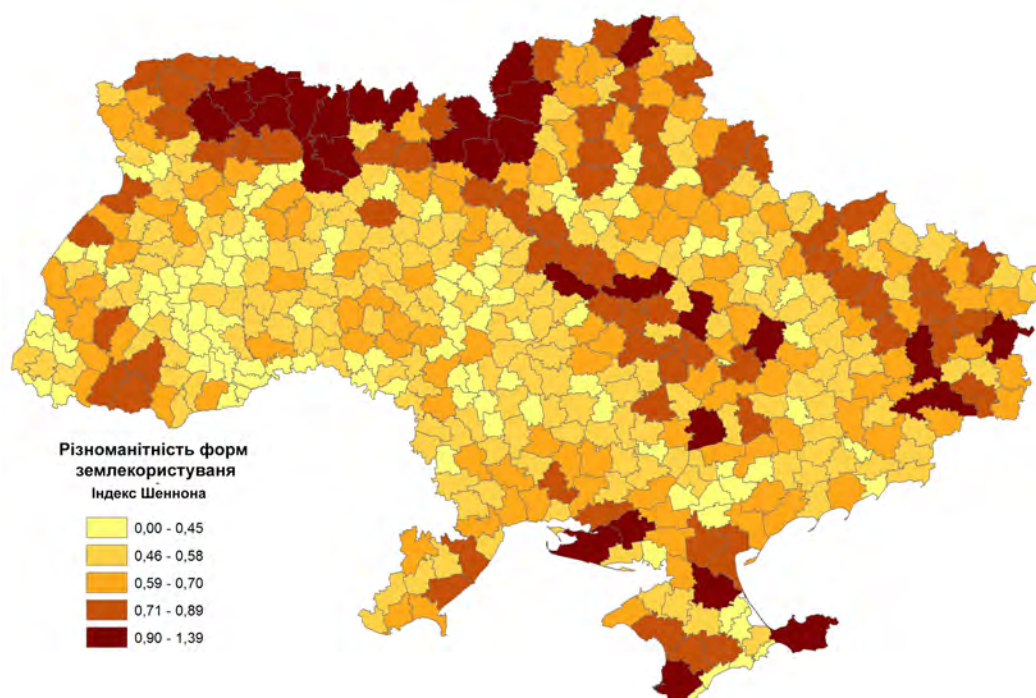 Різноманітність форм
землекористуваня
Індекс Шеннона
0,00 - 0,45
0,46 - 0,58
0,59 - 0,70
0,71 - 0,89
0,90 - 1,39